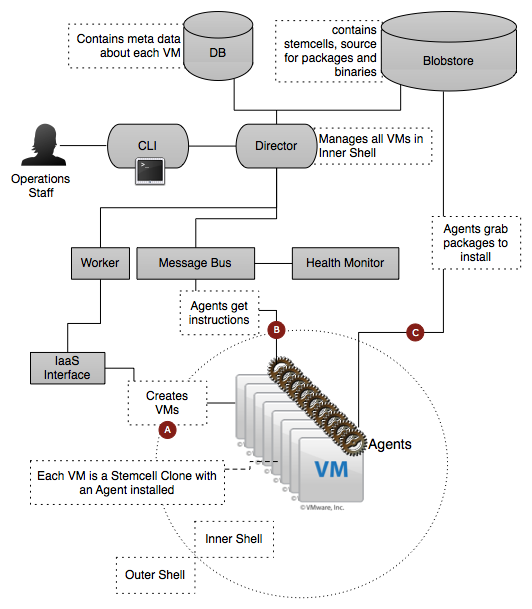 Contains meta data
about each VM
DB
contains
stemcells, source
for packages and
binaries
Blobstore
Operations
Staff
CLI
>_
Director
Manages all VMs in
Inner Shell
Worker
Message Bus
Health Monitor
Agents grab
packages to
install
Agents get
instructions
B
C
IaaS
Interface
Creates
VMs
A
Agents
Each VM is a Stemcell Clone with
an Agent installed
VM
© VMware, Inc.
Inner Shell
Outer Shell